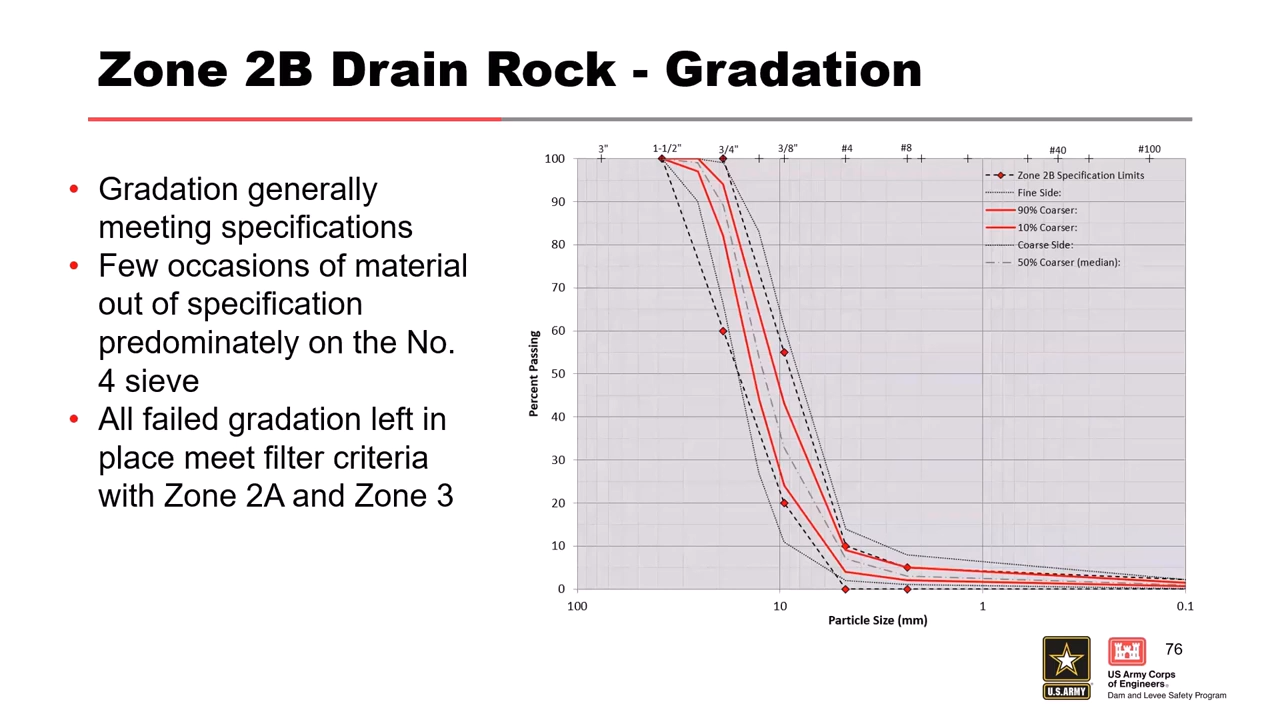 Zone 2B Drain Rock - Gradation
• Gradation generally
meeting specifications
• Few occasions of material
out of specification
predominately on the No.
4 sieve
• All failed gradation left in
place meet filter criteria
with Zone 2A and Zone 3
3" 1-1/2" 3/4" 3/8" #4 #8 #40 #100
100
90
80
70
60
50
40
30
20
10
0
Percent Passing
Zone 2B Specification Limits
Fine Side:
90% Coarser:
10% Coarser:
Coarse Side:
50% Coarser (median):
100 10 1 0.1
Particle Size (mm)
U.S.ARMY
US Army Corps
of Engineers®
Dam and Levee Safety Program
76